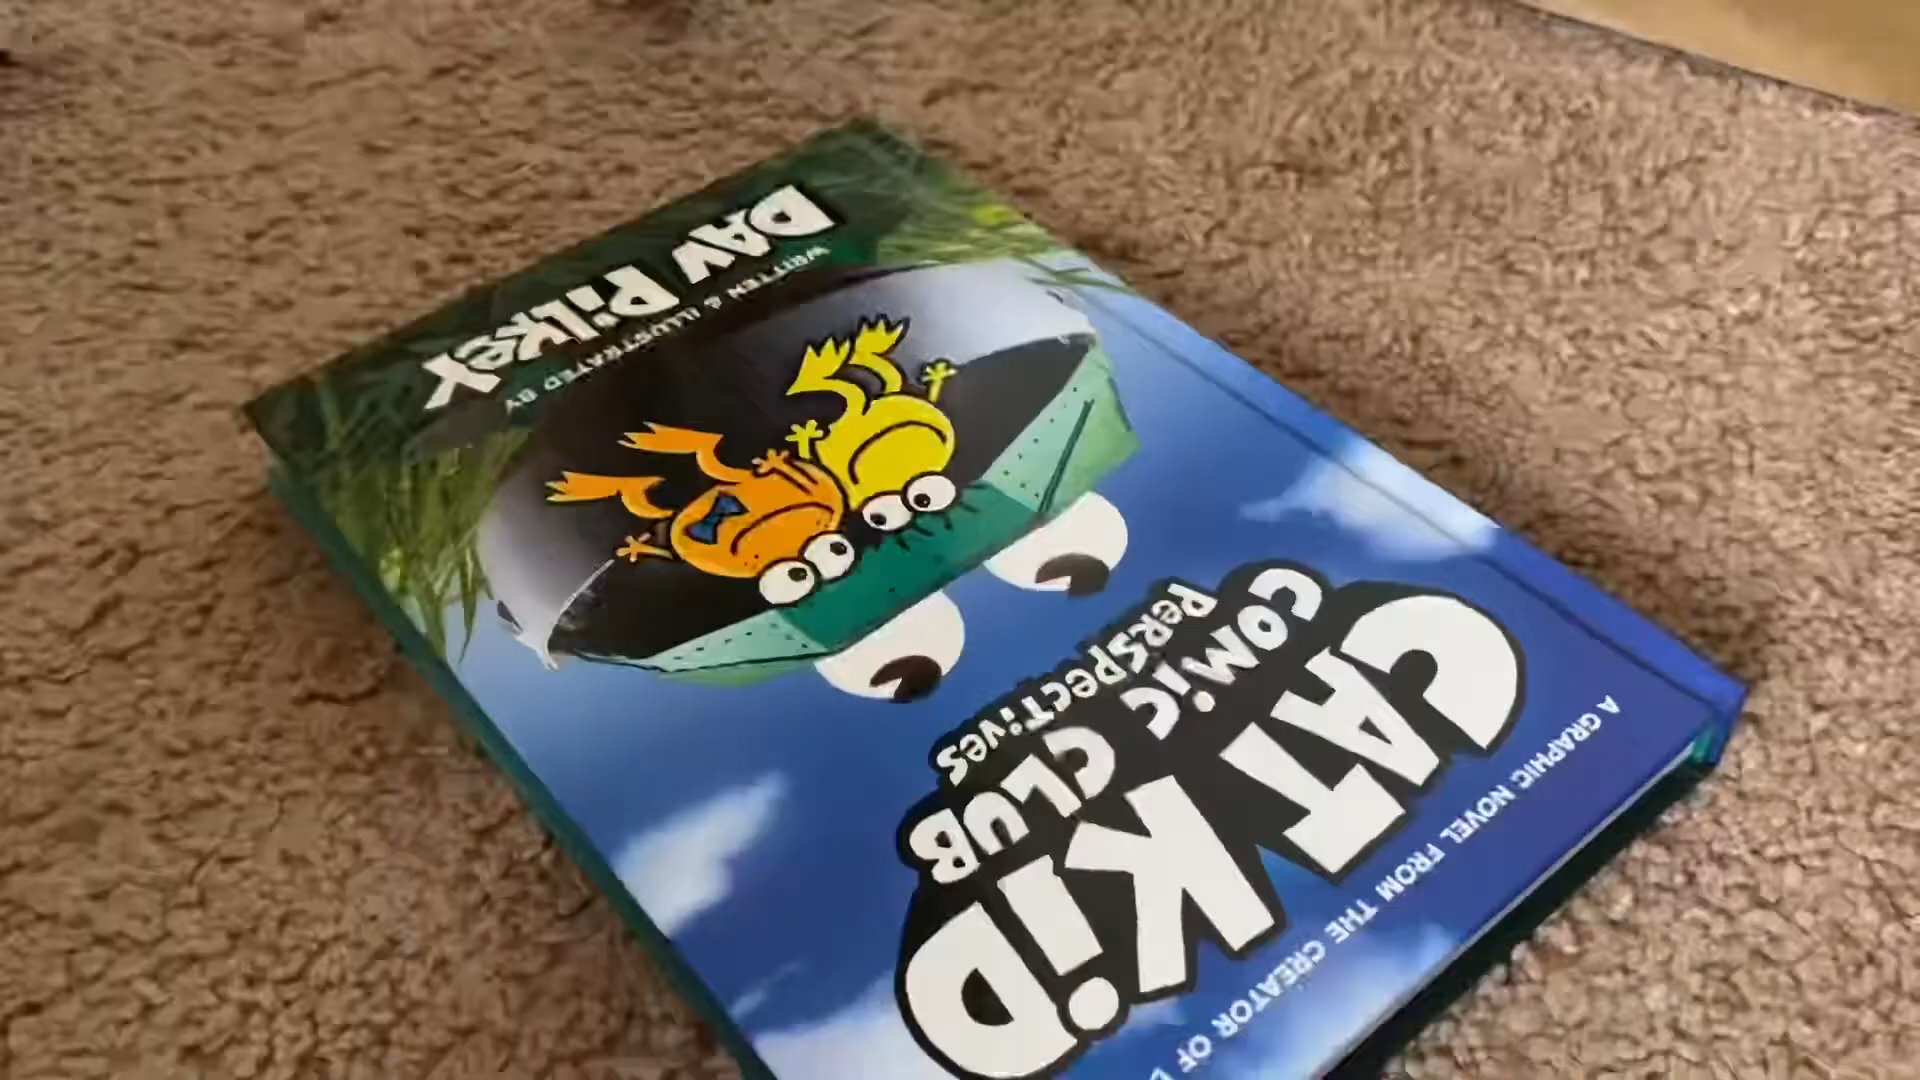 A GRAPHIC NOVEL FROM THE CREATOR OF
CAT KiD
COMiC CLUB
PeRSpecTives
WRITTEN & ILLUSTRATED BY
DAV PiLKeY